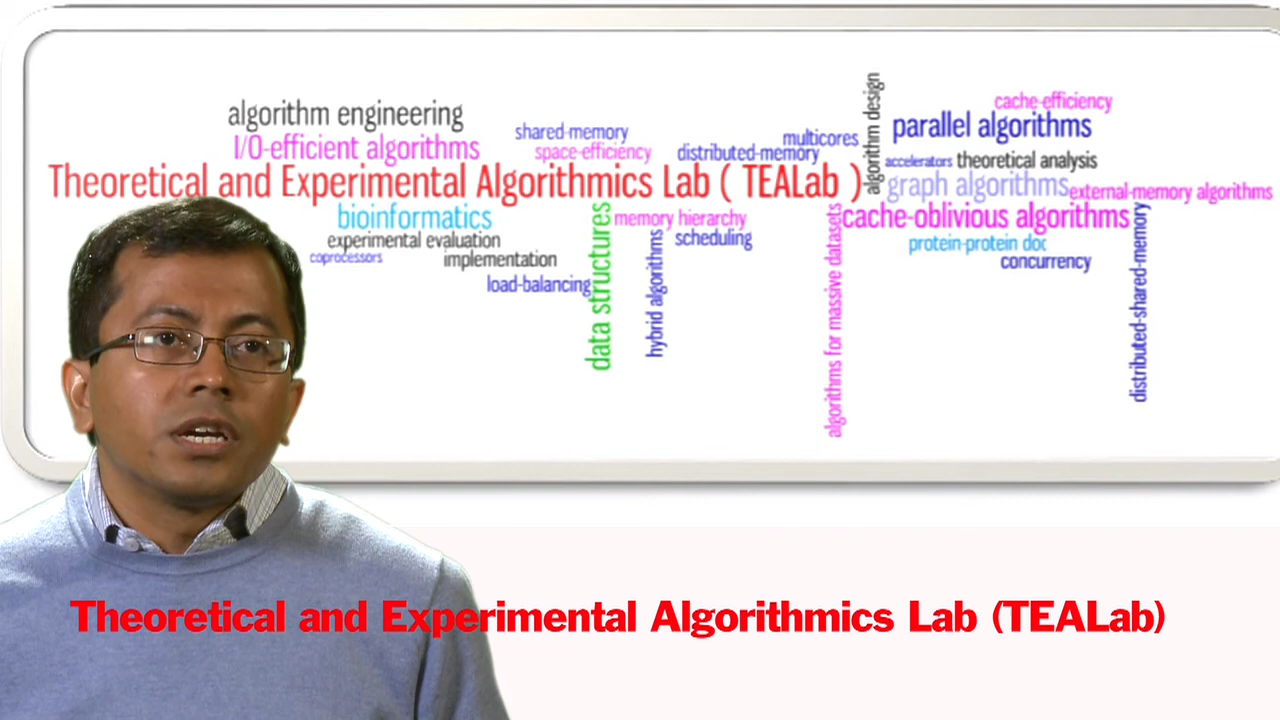 algorithm engineering
I/O-efficient algorithms
shared-memory
space-efficiency
multicores
distributed-memory
algorithm design
cache-efficiency
parallel algorithms
accelerators
theoretical analysis
graph algorithms
external-memory algorithms
Theoretical and Experimental Algorithmics Lab ( TEALab )
bioinformatics
experimental evaluation
coprocessors
implementation
load-balancing
data structures
memory hierarchy
hybrid algorithms
scheduling
algorithms for massive datasets
cache-oblivious algorithms
protein-protein doc
concurrency
distributed-shared-memory
Theoretical and Experimental Algorithmics Lab (TEALab)